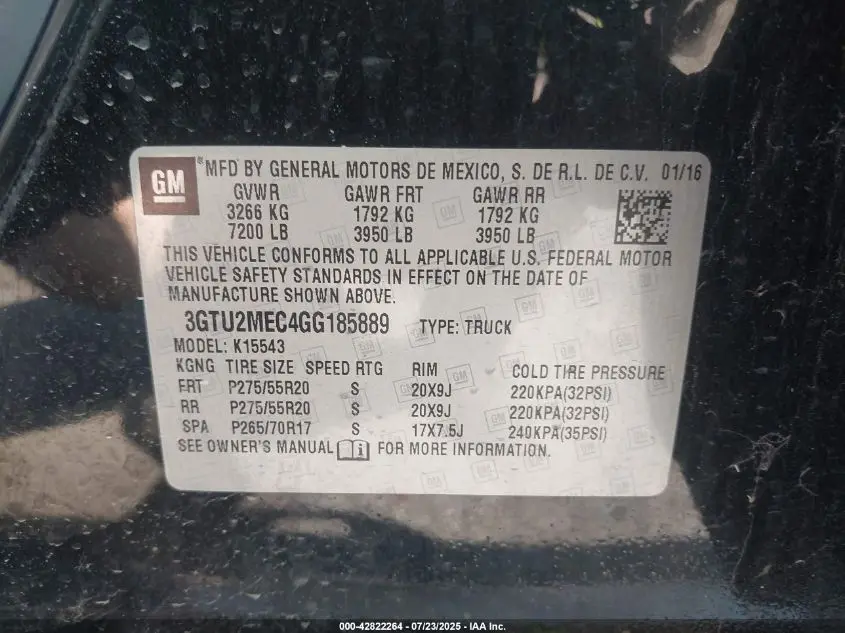 GM
®MFD BY GENERAL MOTORS DE MEXICO, S. DE R.L. DE C.V. 01/16
GVWR GAWR FRT GAWR RR
3266 KG 1792 KG 1792 KG
7200 LB 3950 LB 3950 LB
THIS VEHICLE CONFORMS TO ALL APPLICABLE U.S. FEDERAL MOTOR
VEHICLE SAFETY STANDARDS IN EFFECT ON THE DATE OF
MANUFACTURE SHOWN ABOVE.
3GTU2MEC4GG185889 TYPE: TRUCK
MODEL: K15543
KGNG TIRE SIZE SPEED RTG RIM COLD TIRE PRESSURE
FRT P275/55R20 S 20X9J 220KPA(32PSI)
RR P275/55R20 S 20X9J 220KPA(32PSI)
SPA P265/70R17 S 17X7.5J 240KPA(35PSI)
SEE OWNER'S MANUAL FOR MORE INFORMATION.
000-42822264 - 07/23/2025 - IAA Inc.